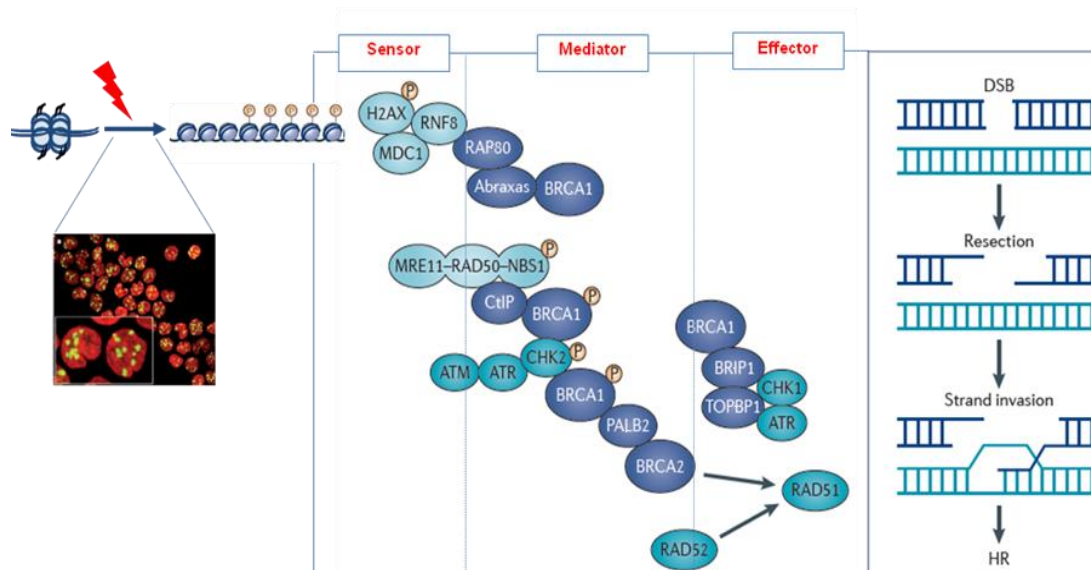 Sensor
Mediator
Effector
P
P
P
P
P
P
H2AX
RNF8
MDC1
RAP80
Abraxas
BRCA1
P
MRE11–RAD50–NBS1
CtIP
BRCA1
P
ATM
ATR
CHK2
P
BRCA1
P
PALB2
BRCA2
RAD52
BRCA1
BRIP1
TOPBP1
CHK1
ATR
RAD51
DSB
Resection
Strand invasion
HR